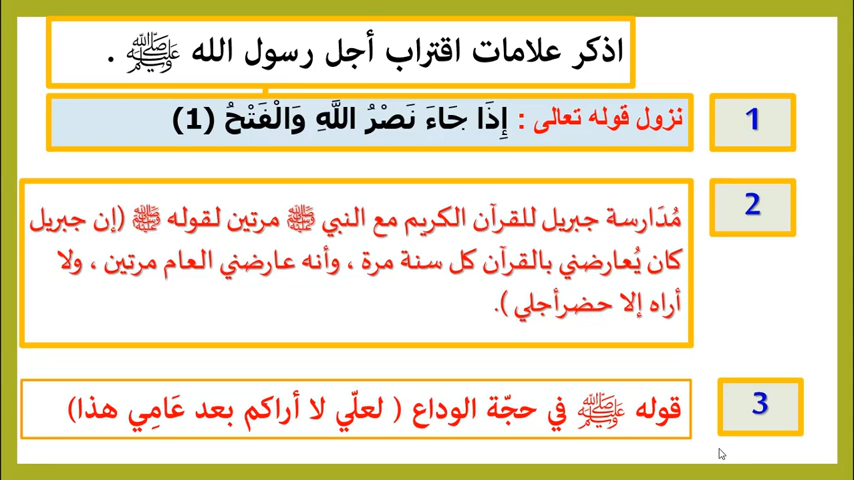 اذكر علامات اقتراب أجل رسول الله ﷺ .
1
نزول قوله تعالى : إِذَا جَاءَ نَصْرُ اللَّهِ وَالْفَتْحُ (1)
2
مُدَارسة جبريل للقرآن الكريم مع النبي ﷺ مرتين لقوله ﷺ (إن جبريل
كان يُعارضني بالقرآن كل سنة مرة ، وأنه عارضني العام مرتين ، ولا
أراه إلا حضرأجلي ).
3
قوله ﷺ في حجّة الوداع ( لعلّي لا أراكم بعد عَامِي هذا)